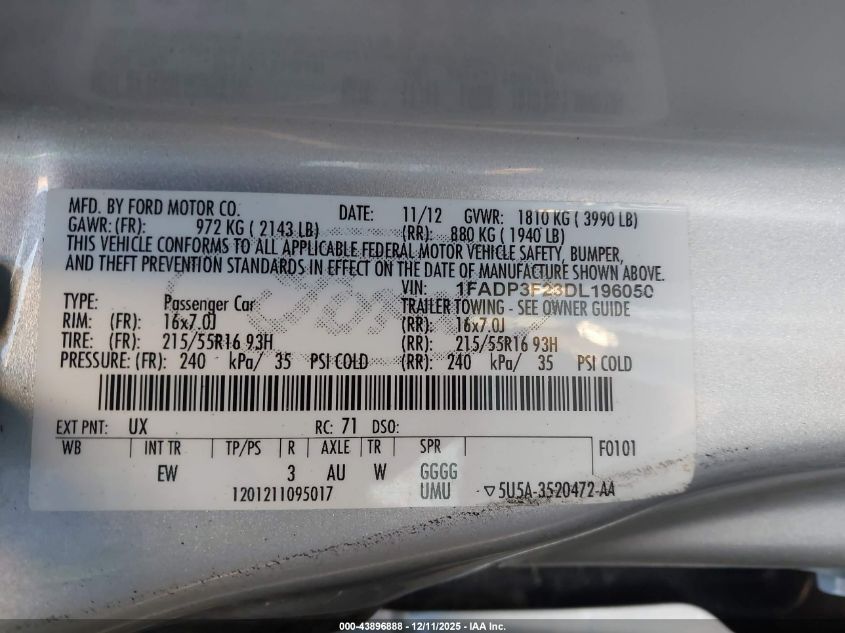 MFD. BY FORD MOTOR CO. DATE: 11/12 GVWR: 1810 KG ( 3990 LB)
GAWR: (FR): 972 KG ( 2143 LB) (RR): 880 KG ( 1940 LB)
THIS VEHICLE CONFORMS TO ALL APPLICABLE FEDERAL MOTOR VEHICLE SAFETY, BUMPER,
AND THEFT PREVENTION STANDARDS IN EFFECT ON THE DATE OF MANUFACTURE SHOWN ABOVE.
VIN: 1FADP3F23DL196050
TYPE: Passenger Car TRAILER TOWING - SEE OWNER GUIDE
RIM: (FR): 16x7.0J (RR): 16x7.0J
TIRE: (FR): 215/55R16 93H (RR): 215/55R16 93H
PRESSURE: (FR): 240 kPa/ 35 PSI COLD (RR): 240 kPa/ 35 PSI COLD
EXT PNT: UX RC: 71 DSO:
WB INT TR TP/PS R AXLE TR SPR F0101
EW 3 AU W GGGG
1201211095017 UMU ▽5U5A-3520472-AA
000-43896888 - 12/11/2025 - IAA Inc.